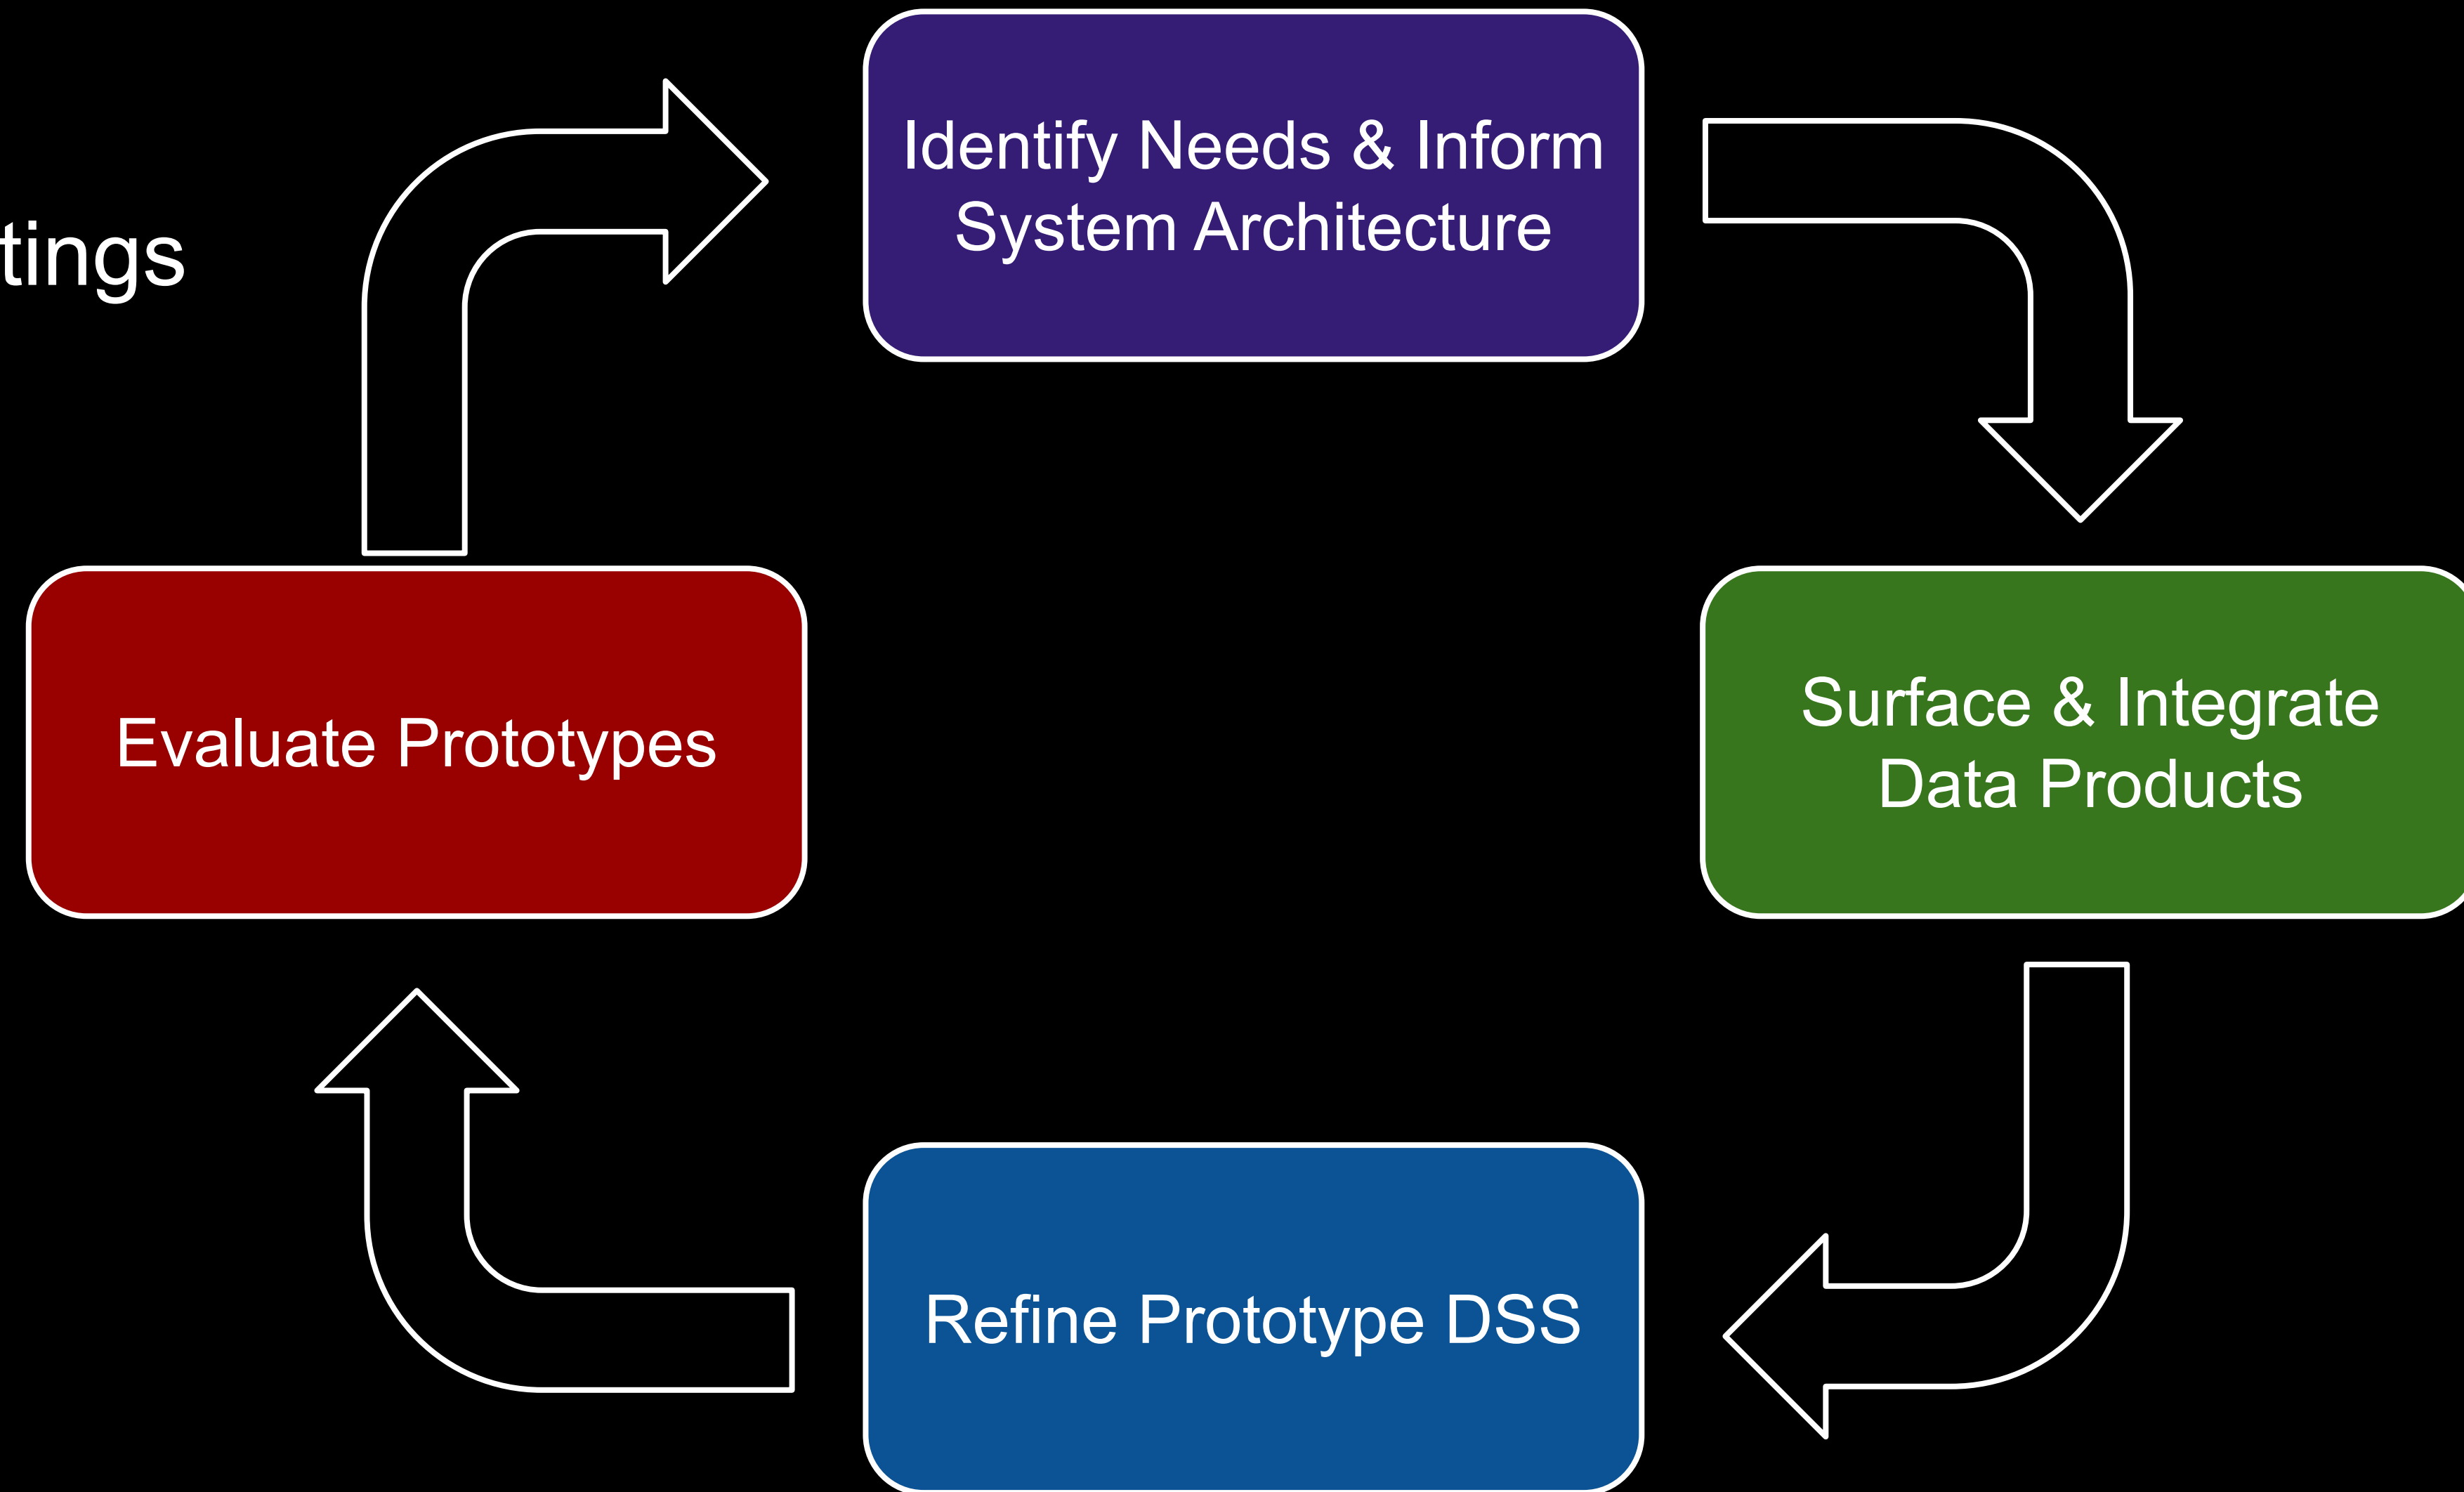 tings
Identify Needs & Inform
System Architecture
Evaluate Prototypes
Surface & Integrate
Data Products
Refine Prototype DSS